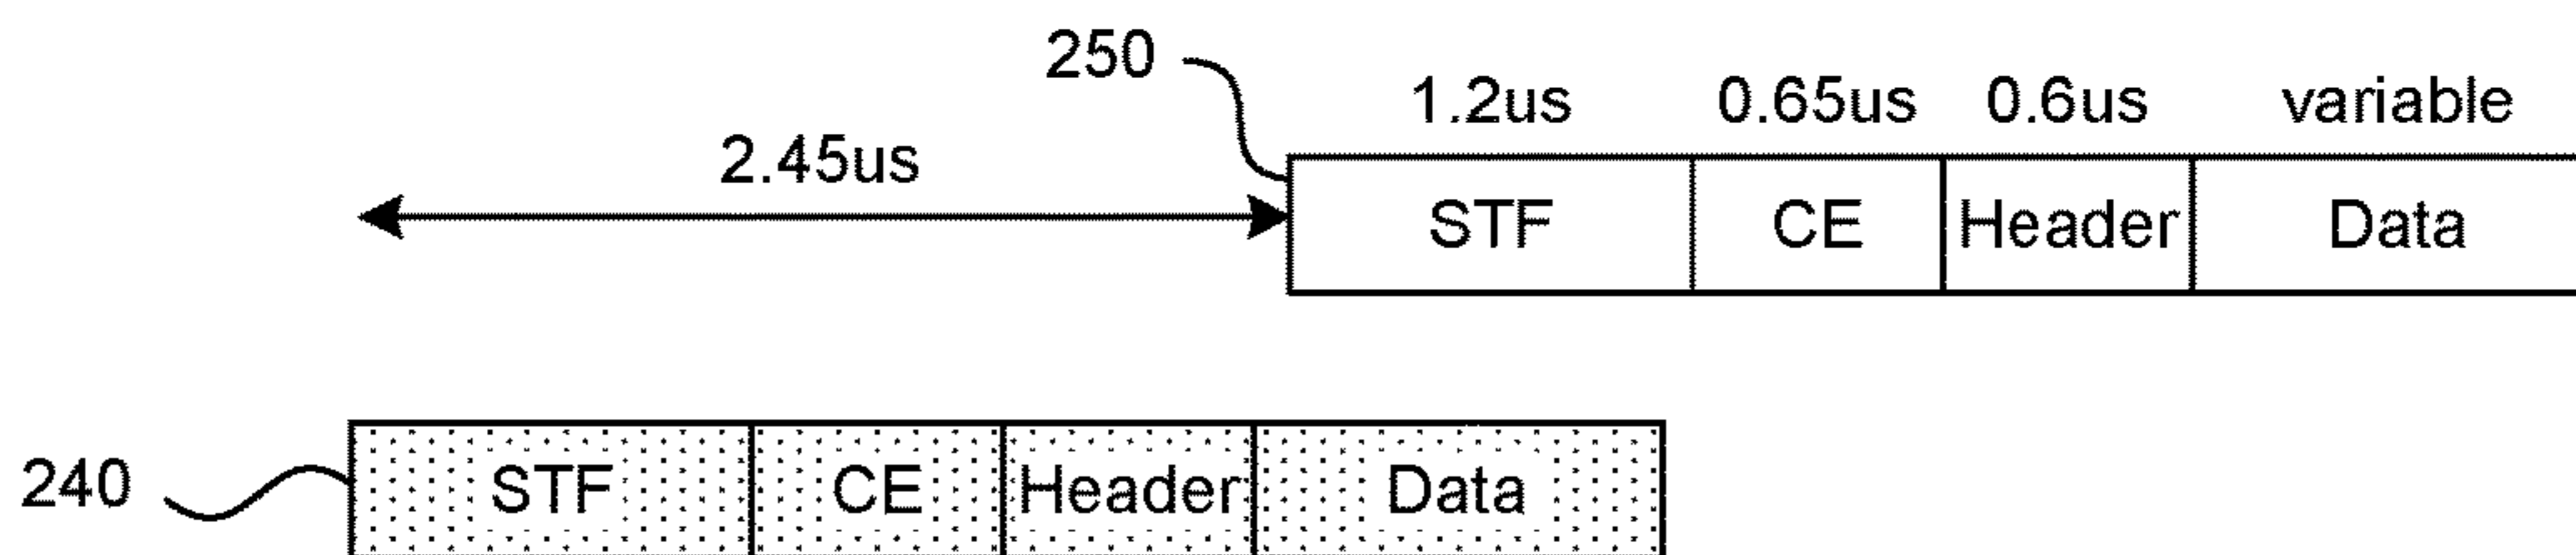 250
1.2us 0.65us 0.6us variable
2.45us
STF CE Header Data
240 STF CE Header Data